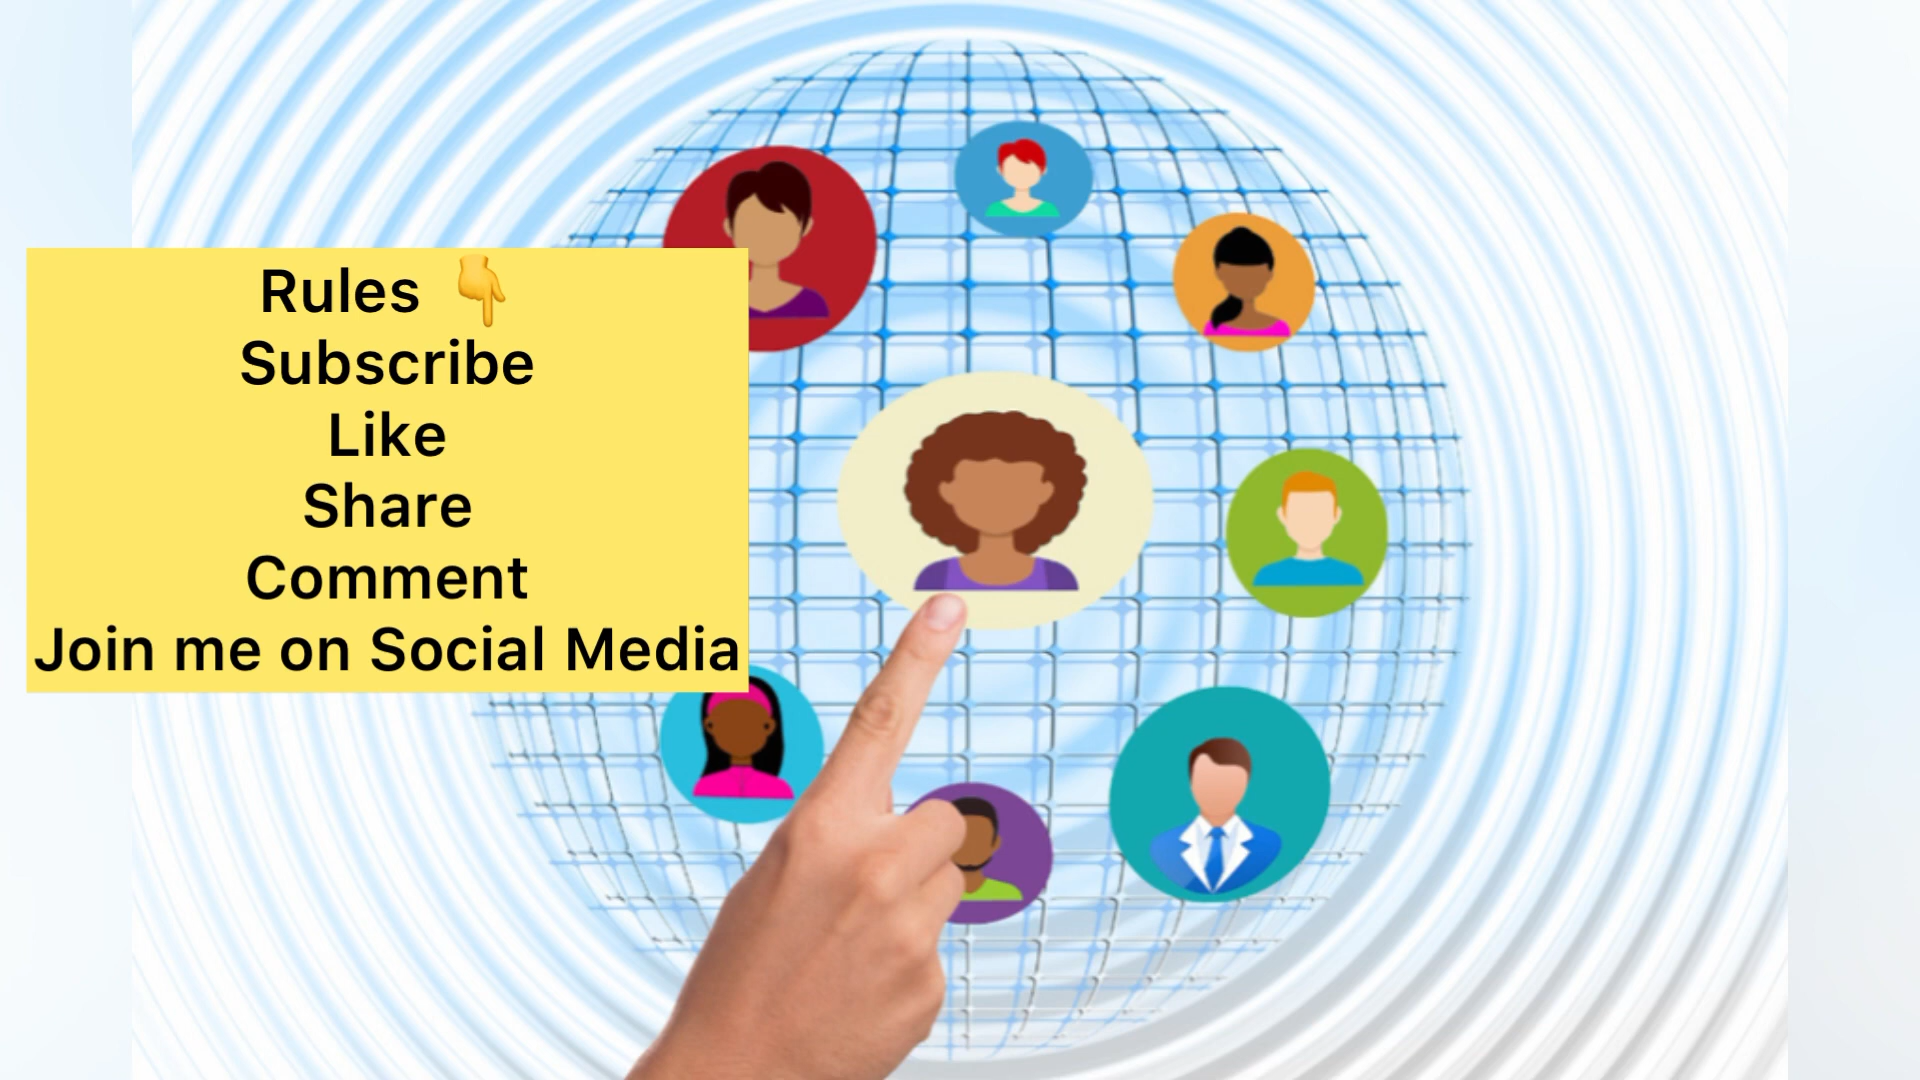 Rules 👇
Subscribe
Like
Share
Comment
Join me on Social Media